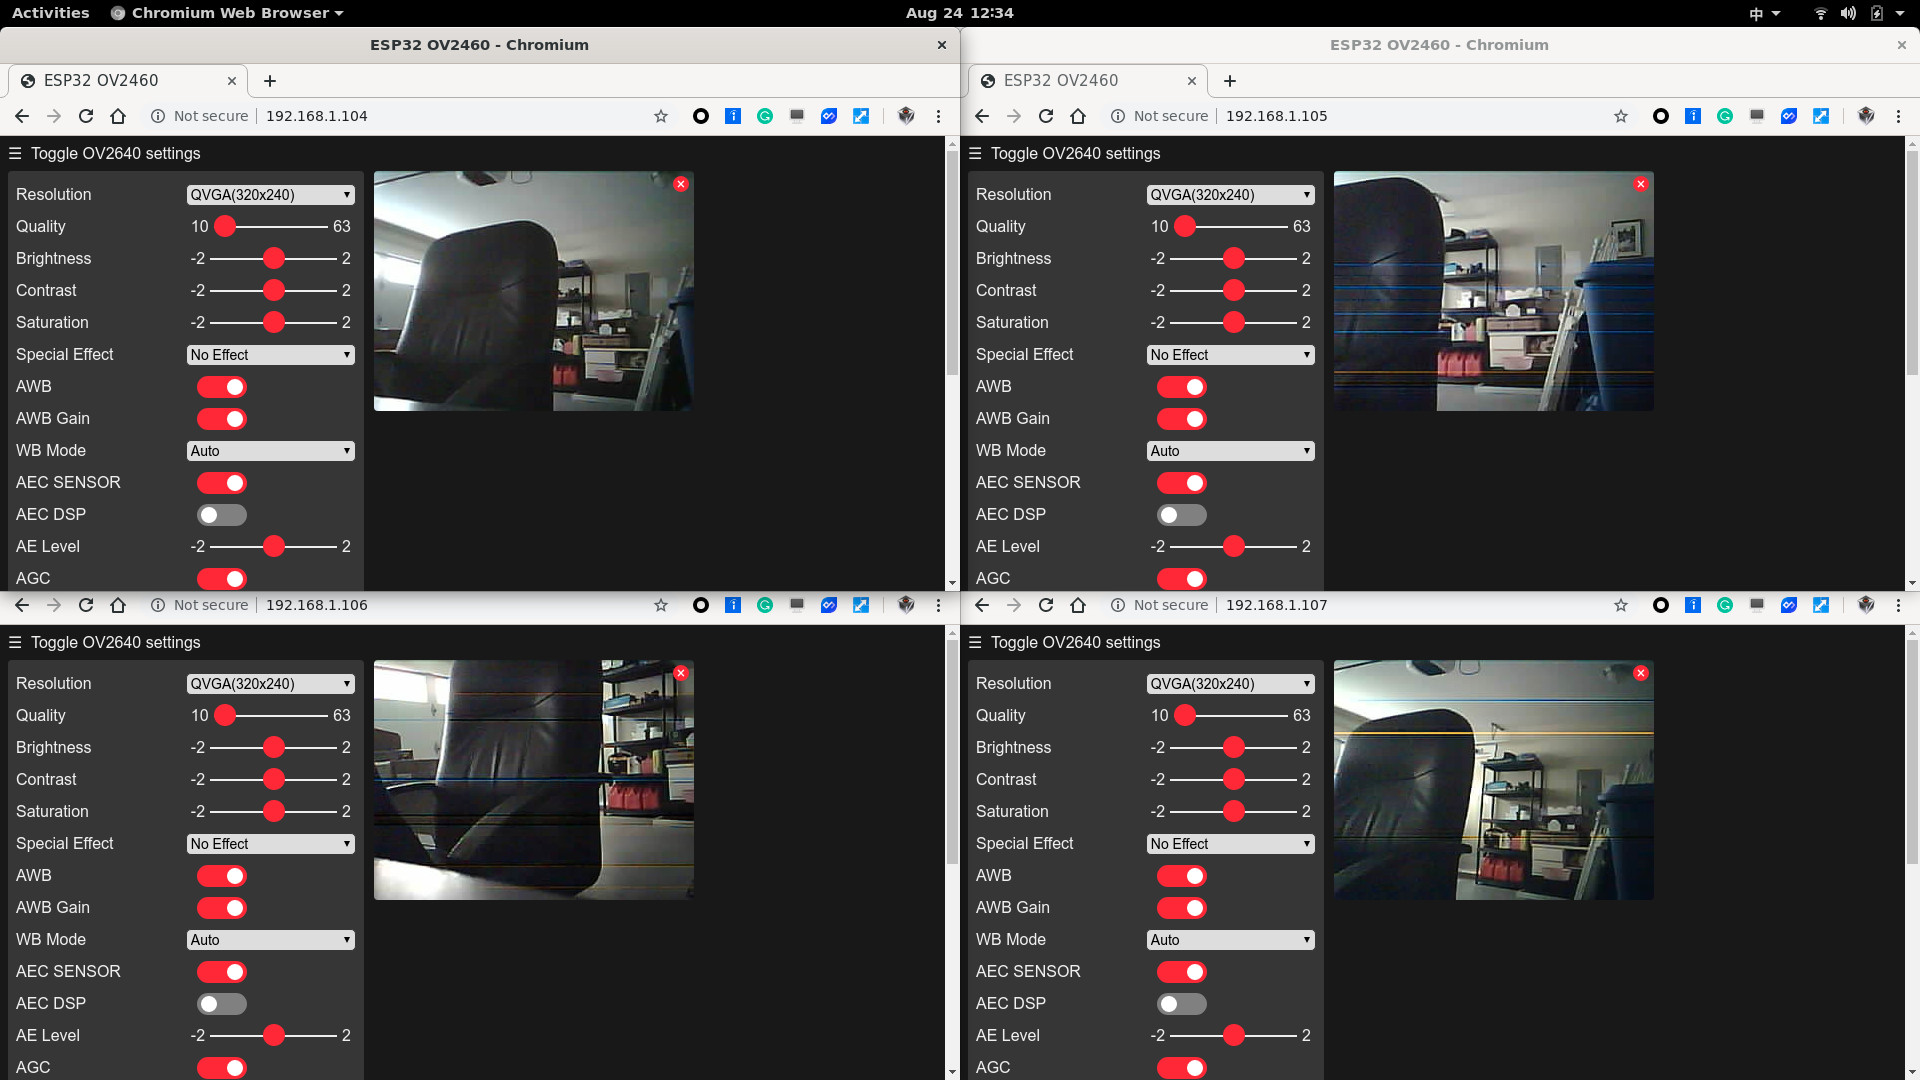 Activities Chromium Web Browser Aug 24 12:34 中
ESP32 OV2460 - Chromium
ESP32 OV2460
Not secure 192.168.1.104
☰ Toggle OV2640 settings
Resolution QVGA(320x240)
Quality 10 63
Brightness -2 2
Contrast -2 2
Saturation -2 2
Special Effect No Effect
AWB
AWB Gain
WB Mode Auto
AEC SENSOR
AEC DSP
AE Level -2 2
AGC
ESP32 OV2460 - Chromium
ESP32 OV2460
Not secure 192.168.1.105
☰ Toggle OV2640 settings
Resolution QVGA(320x240)
Quality 10 63
Brightness -2 2
Contrast -2 2
Saturation -2 2
Special Effect No Effect
AWB
AWB Gain
WB Mode Auto
AEC SENSOR
AEC DSP
AE Level -2 2
AGC
Not secure 192.168.1.106
☰ Toggle OV2640 settings
Resolution QVGA(320x240)
Quality 10 63
Brightness -2 2
Contrast -2 2
Saturation -2 2
Special Effect No Effect
AWB
AWB Gain
WB Mode Auto
AEC SENSOR
AEC DSP
AE Level -2 2
AGC
Not secure 192.168.1.107
☰ Toggle OV2640 settings
Resolution QVGA(320x240)
Quality 10 63
Brightness -2 2
Contrast -2 2
Saturation -2 2
Special Effect No Effect
AWB
AWB Gain
WB Mode Auto
AEC SENSOR
AEC DSP
AE Level -2 2
AGC